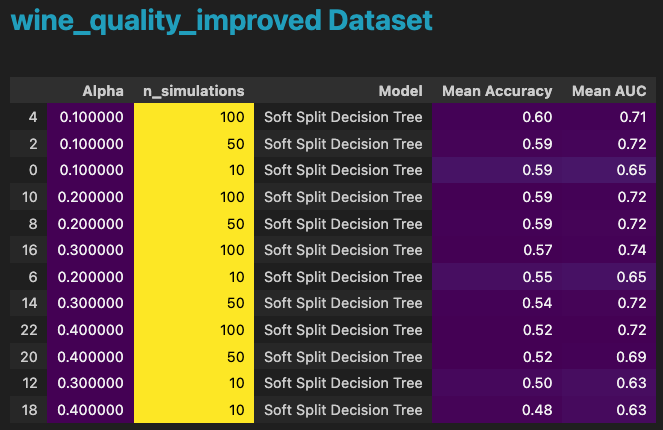 wine_quality_improved Dataset
Alpha n_simulations Model Mean Accuracy Mean AUC
4 0.100000 100 Soft Split Decision Tree 0.60 0.71
2 0.100000 50 Soft Split Decision Tree 0.59 0.72
0 0.100000 10 Soft Split Decision Tree 0.59 0.65
10 0.200000 100 Soft Split Decision Tree 0.59 0.72
8 0.200000 50 Soft Split Decision Tree 0.59 0.72
16 0.300000 100 Soft Split Decision Tree 0.57 0.74
6 0.200000 10 Soft Split Decision Tree 0.55 0.65
14 0.300000 50 Soft Split Decision Tree 0.54 0.72
22 0.400000 100 Soft Split Decision Tree 0.52 0.72
20 0.400000 50 Soft Split Decision Tree 0.52 0.69
12 0.300000 10 Soft Split Decision Tree 0.50 0.63
18 0.400000 10 Soft Split Decision Tree 0.48 0.63